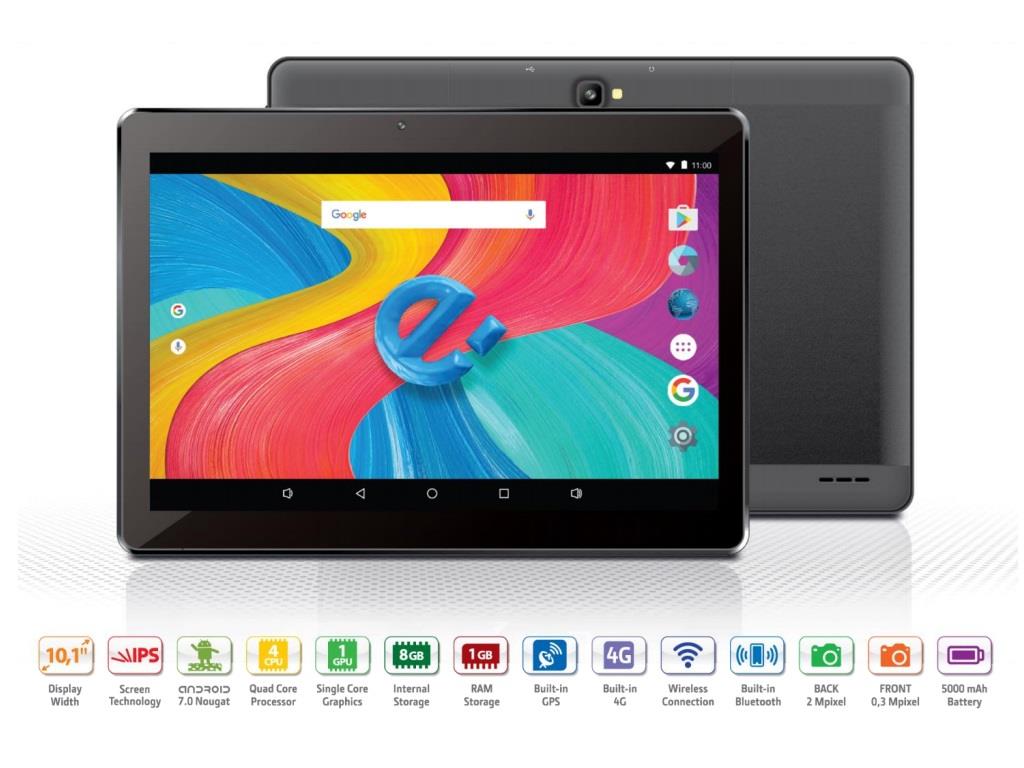 11:00
Google
e.
G
G
10,1"
IPS
4
CPU
1
GPU
8GB
1GB
4G
Display
Width
Screen
Technology
ANDROID
7.0 Nougat
Quad Core
Processor
Single Core
Graphics
Internal
Storage
RAM
Storage
Built-in
GPS
Built-in
4G
Wireless
Connection
Built-in
Bluetooth
BACK
2 Mpixel
FRONT
0,3 Mpixel
5000 mAh
Battery